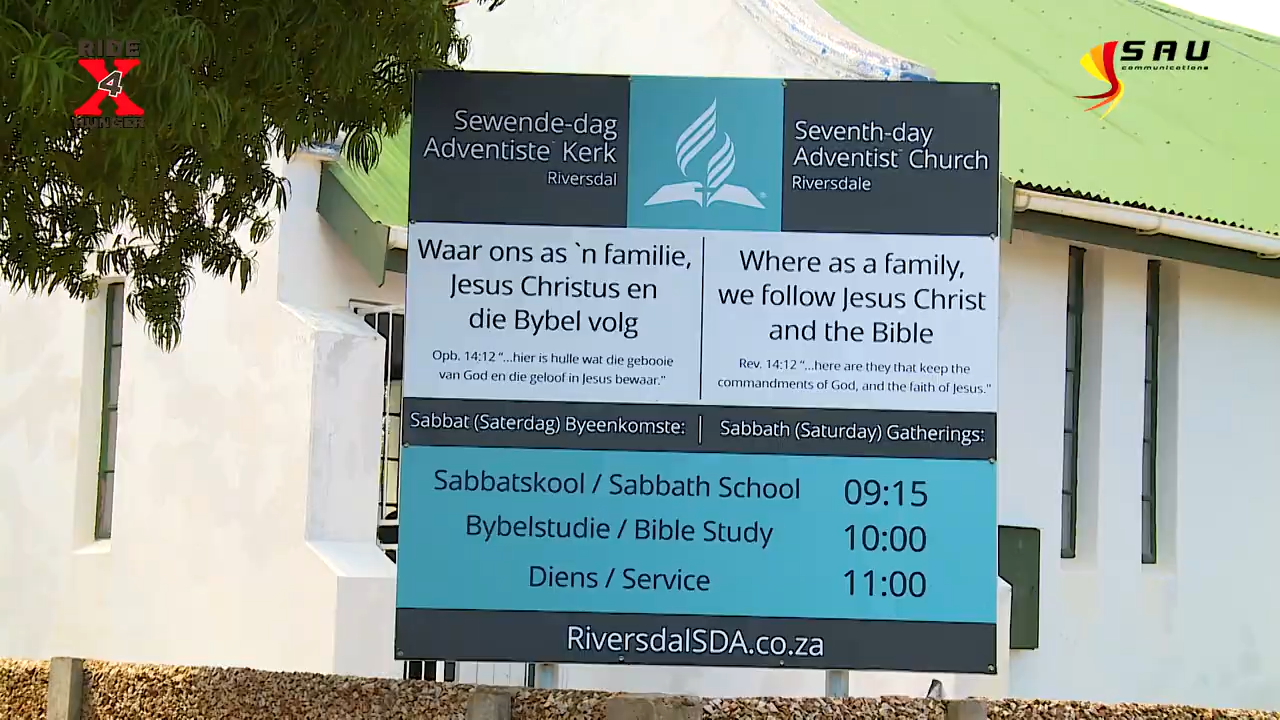 RIDE
X
4
HUNGER
SAU
communications
Sewende-dag
Adventiste Kerk
Riversdal
Seventh-day
Adventist Church
Riversdale
Waar ons as `n familie,
Jesus Christus en
die Bybel volg
Opb. 14:12 "...hier is hulle wat die gebooie
van God en die geloof in Jesus bewaar."
Where as a family,
we follow Jesus Christ
and the Bible
Rev. 14:12 "...here are they that keep the
commandments of God, and the faith of Jesus."
Sabbat (Saterdag) Byeenkomste: | Sabbath (Saturday) Gatherings:
Sabbatskool / Sabbath School 09:15
Bybelstudie / Bible Study 10:00
Diens / Service 11:00
RiversdalSDA.co.za